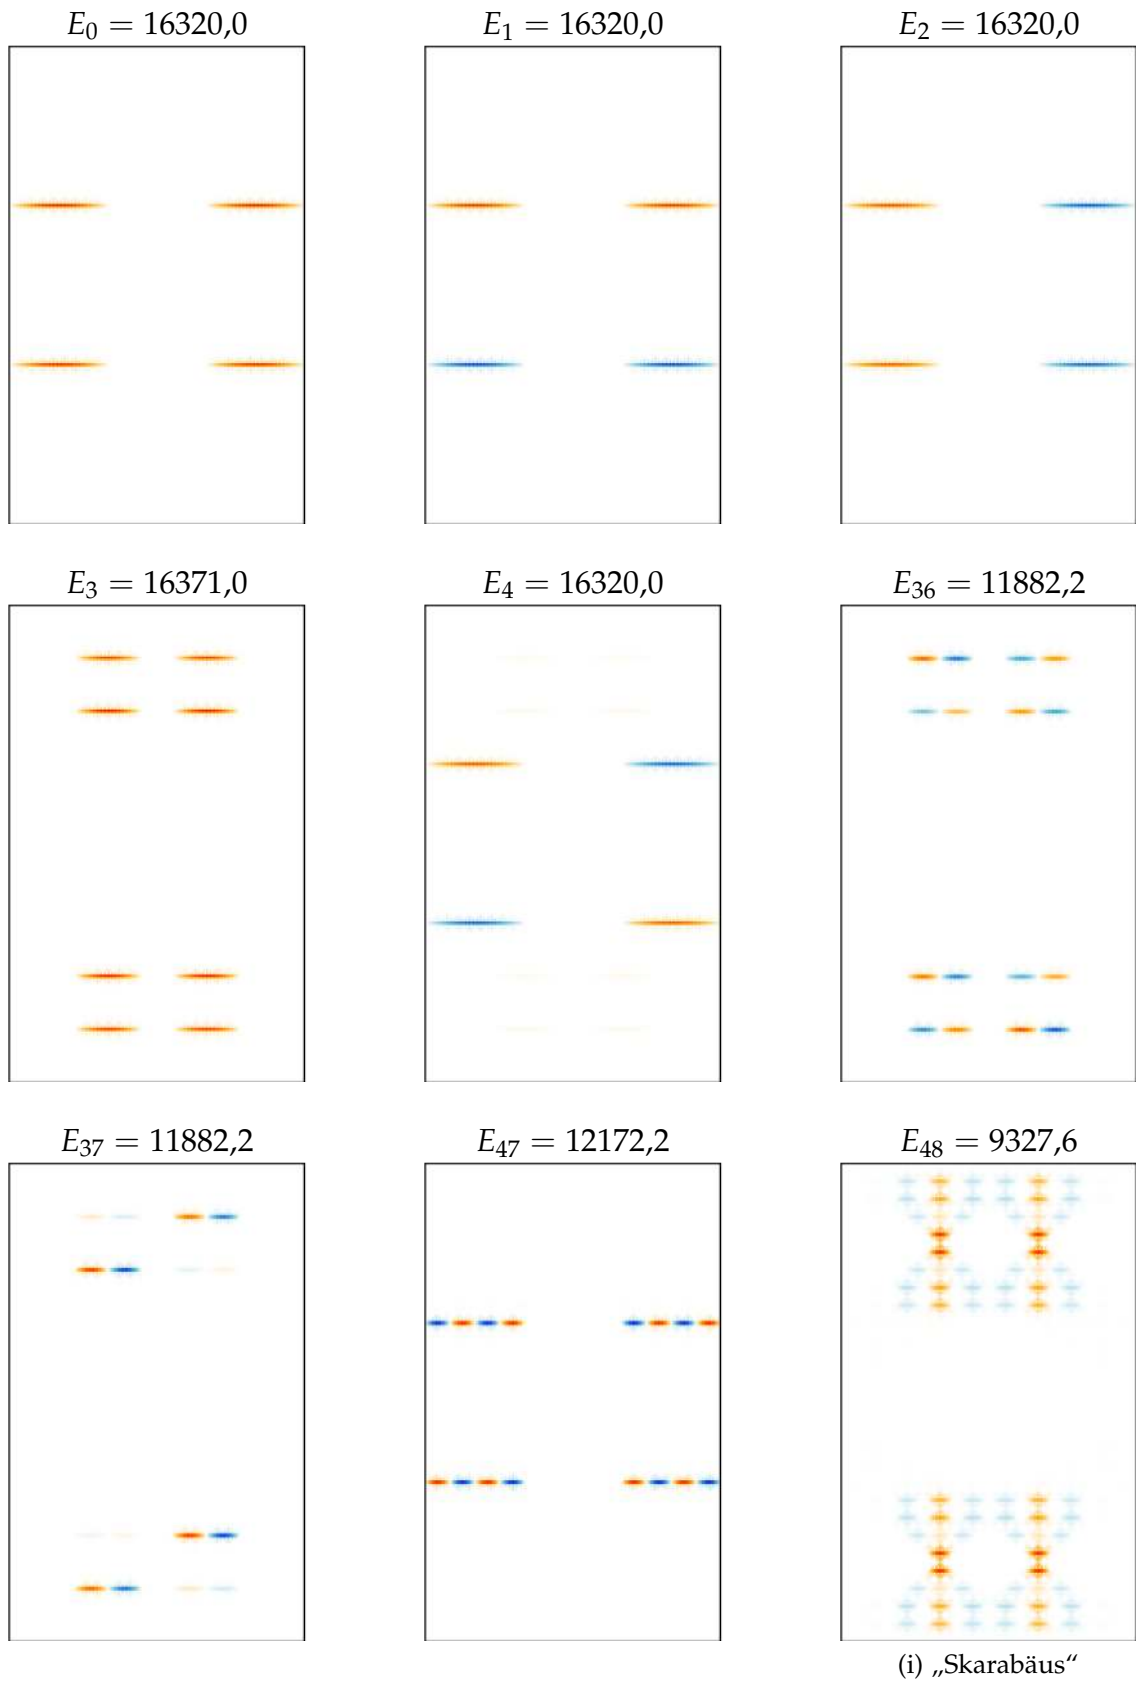 E₀ = 16320,0 E₁ = 16320,0 E₂ = 16320,0
E₃ = 16371,0 E₄ = 16320,0 E₃₆ = 11882,2
E₃₇ = 11882,2 E₄₇ = 12172,2 E₄₈ = 9327,6
(i) „Skarabäus“